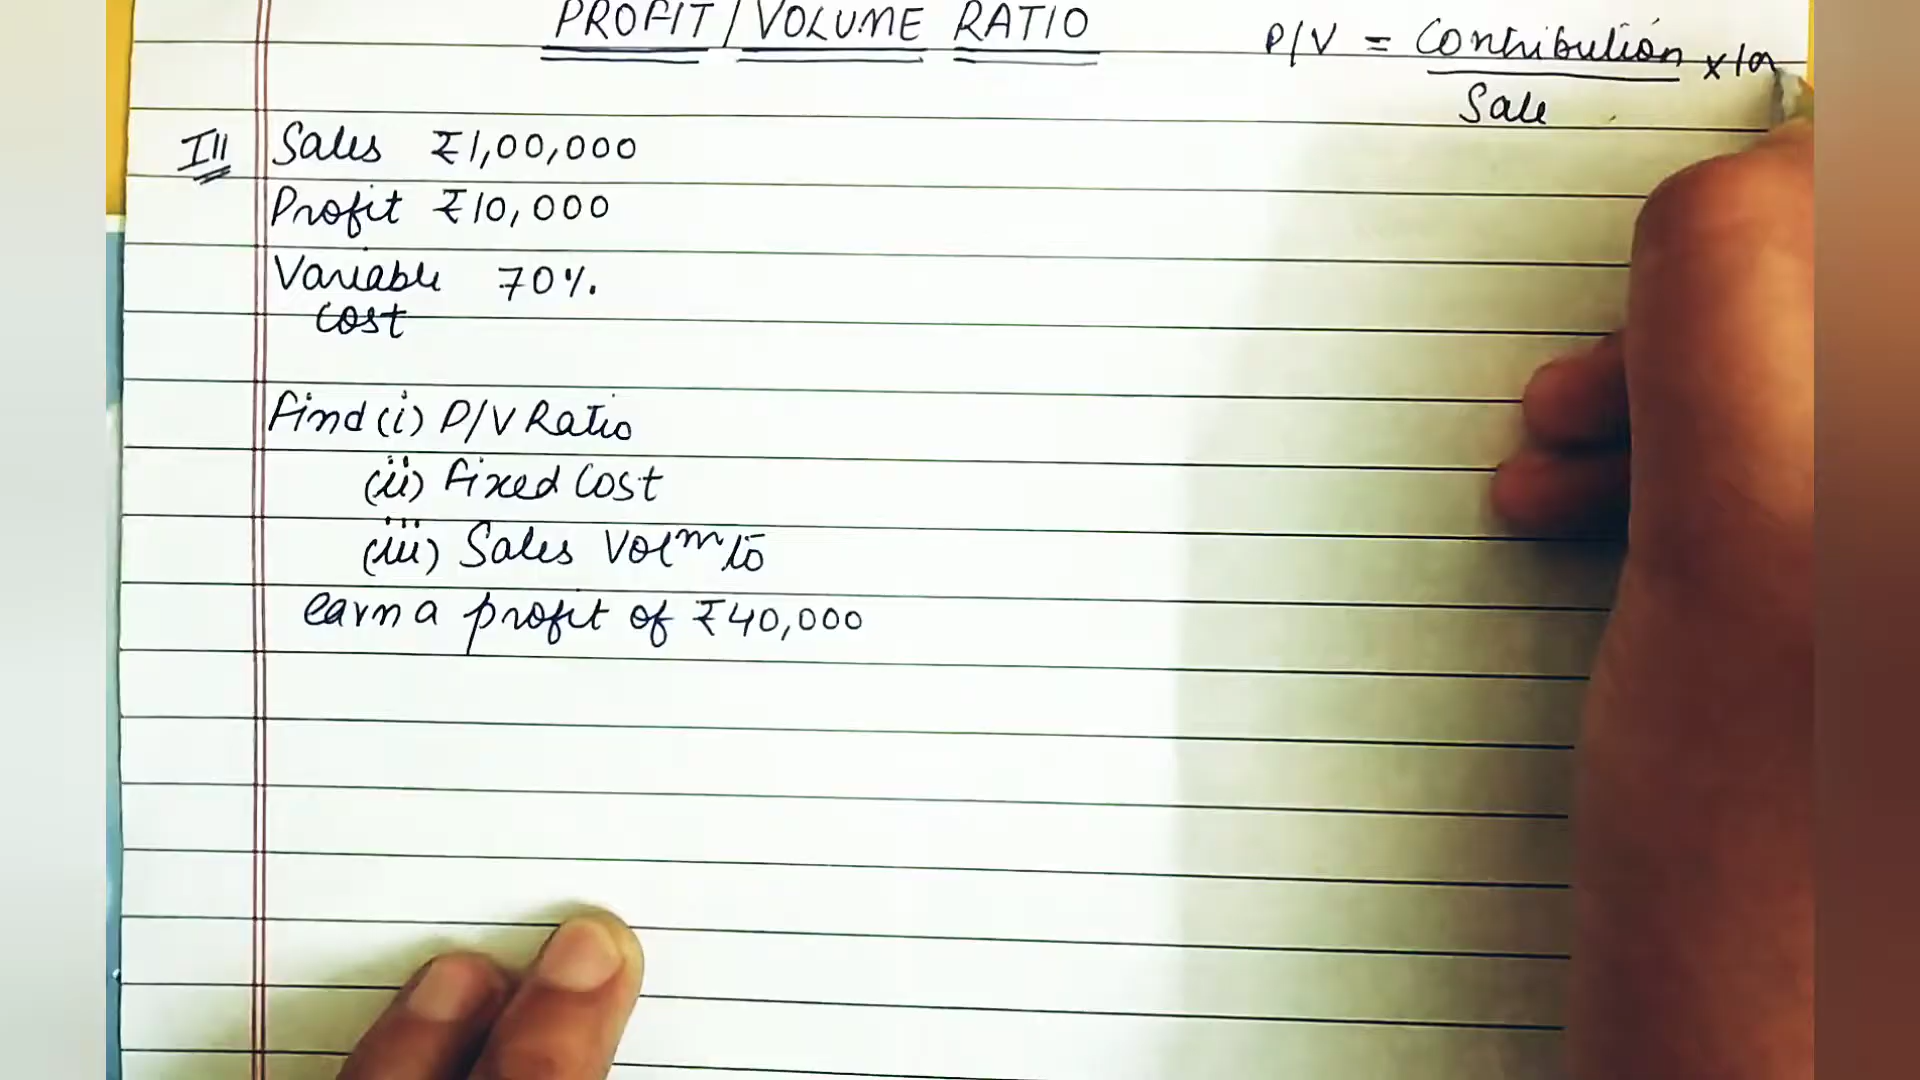 PROFIT/VOLUME RATIO
P/V = Contribution × 10
Sale
Ill Sales ₹1,00,000
Profit ₹10,000
Variable 70%.
Cost
Find (i) P/V Ratio
(ii) Fixed Cost
(iii) Sales Volm to
earn a profit of ₹40,000